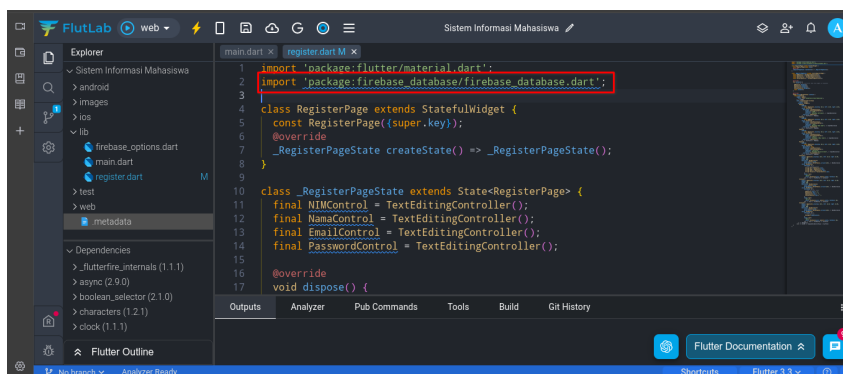 FlutLab web Sistem Informasi Mahasiswa A
Explorer
Sistem Informasi Mahasiswa
android
images
ios
lib
firebase_options.dart
main.dart
register.dart M
test
web
.metadata
Dependencies
_flutterfire_internals (1.1.1)
async (2.9.0)
boolean_selector (2.1.0)
characters (1.2.1)
clock (1.1.1)
Flutter Outline
main.dart × register.dart M ×
1 import 'package:flutter/material.dart';
2 import 'package:firebase_database/firebase_database.dart';
3
4 class RegisterPage extends StatefulWidget {
5 const RegisterPage({super.key});
6 @override
7 _RegisterPageState createState() => _RegisterPageState();
8 }
9
10 class _RegisterPageState extends State<RegisterPage> {
11 final NIMControl = TextEditingController();
12 final NamaControl = TextEditingController();
13 final EmailControl = TextEditingController();
14 final PasswordControl = TextEditingController();
15
16 @override
17 void dispose() {
Outputs Analyzer Pub Commands Tools Build Git History
Flutter Documentation
No branch Analyzer Ready Shortcuts Flutter 3.3